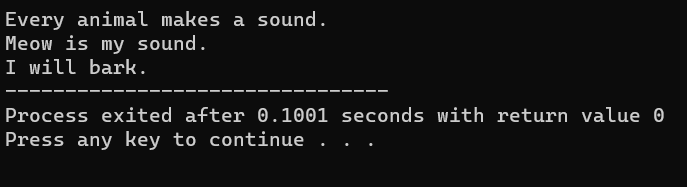 Every animal makes a sound.
Meow is my sound.
I will bark.
--------------------------------
Process exited after 0.1001 seconds with return value 0
Press any key to continue . . .